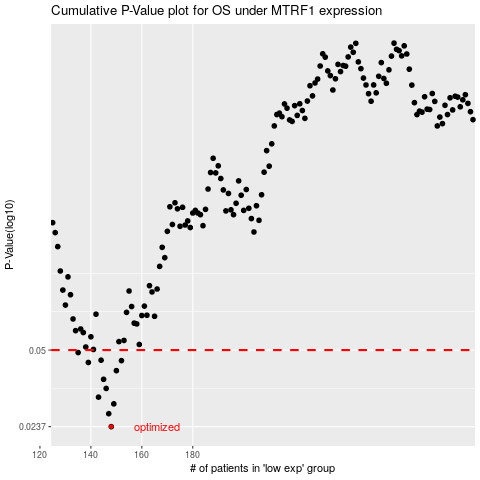 Cumulative P-Value plot for OS under MTRF1 expression
P-Value(log10)
0.05
0.0237
optimized
120 140 160 180
# of patients in 'low exp' group